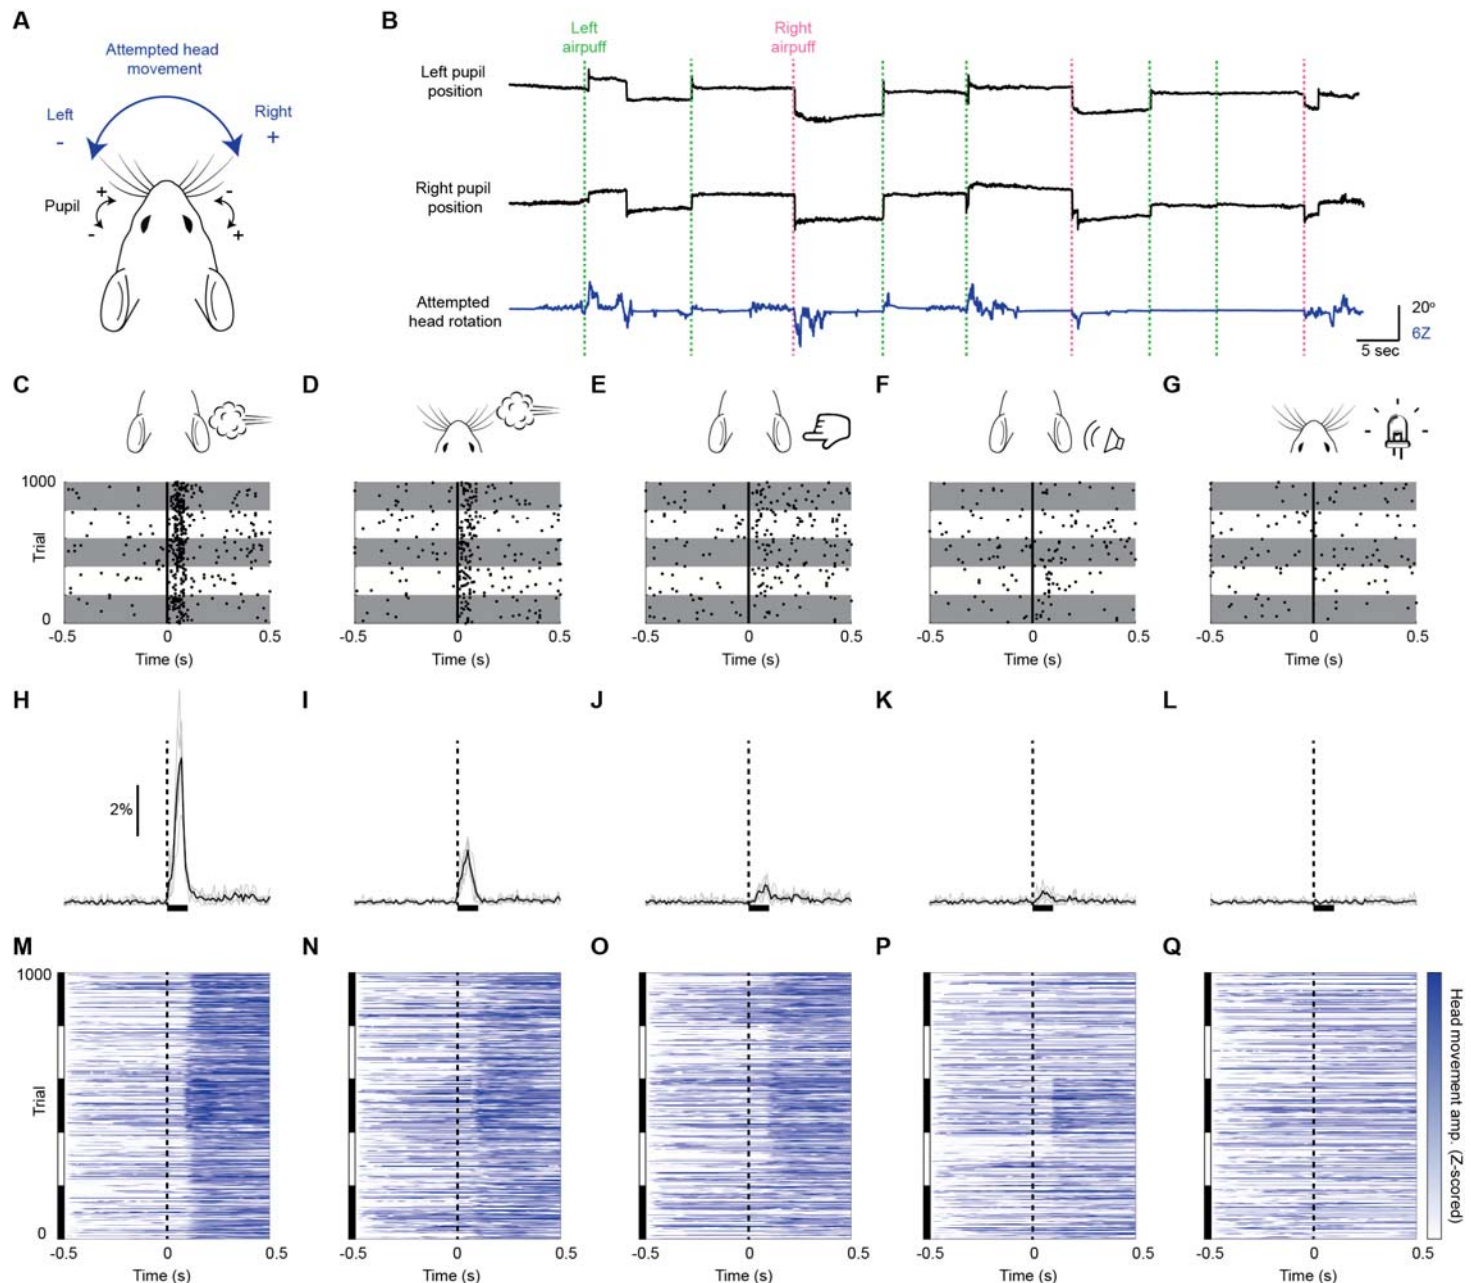 A
Attempted head
movement
Left
-
Right
+
Pupil
+
-
-
+
B
Left
airpuff
Right
airpuff
Left pupil
position
Right pupil
position
Attempted
head rotation
20°
6Z
5 sec
C
D
E
F
G
1000
Trial
0
-0.5 0 0.5
-0.5 0 0.5
-0.5 0 0.5
-0.5 0 0.5
-0.5 0 0.5
Time (s)
Time (s)
Time (s)
Time (s)
Time (s)
H
I
J
K
L
2%
M
N
O
P
Q
1000
Trial
0
-0.5 0 0.5
-0.5 0 0.5
-0.5 0 0.5
-0.5 0 0.5
-0.5 0 0.5
Time (s)
Time (s)
Time (s)
Time (s)
Time (s)
Head movement amp. (Z-scored)